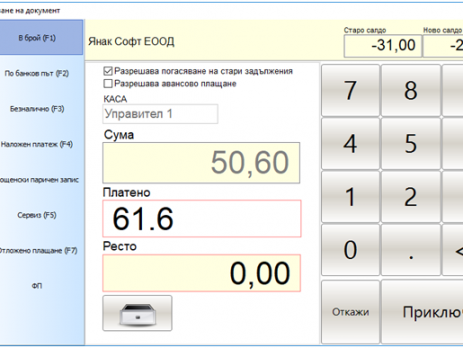 ване на документ
В брой (F1)
По банков път (F2)
Безналично (F3)
Наложен платеж (F4)
ощенски паричен запис
Сервиз (F5)
Отложено плащане (F7)
ФП
Янак Софт ЕООД
Старо салдо
Ново салдо
-31,00
-2
Разрешава погасяване на стари задължения
Разрешава авансово плащане
КАСА
Управител 1
Сума
50,60
Платено
61.6
Ресто
0,00
7 8
4 5
1 2
0 . <
Откажи
Приключ